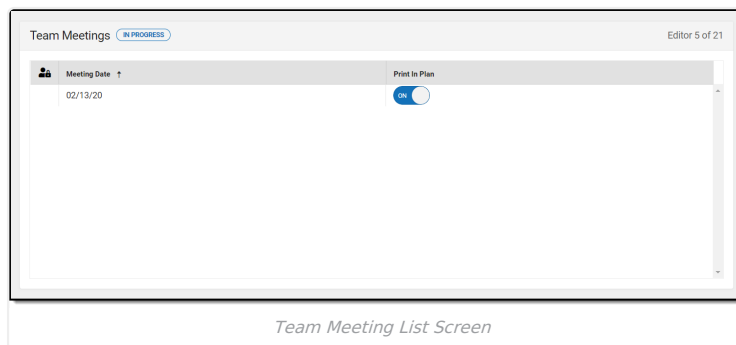 Team Meetings IN PROGRESS Editor 5 of 21
Meeting Date ↑ Print In Plan
02/13/20 ON
Team Meeting List Screen